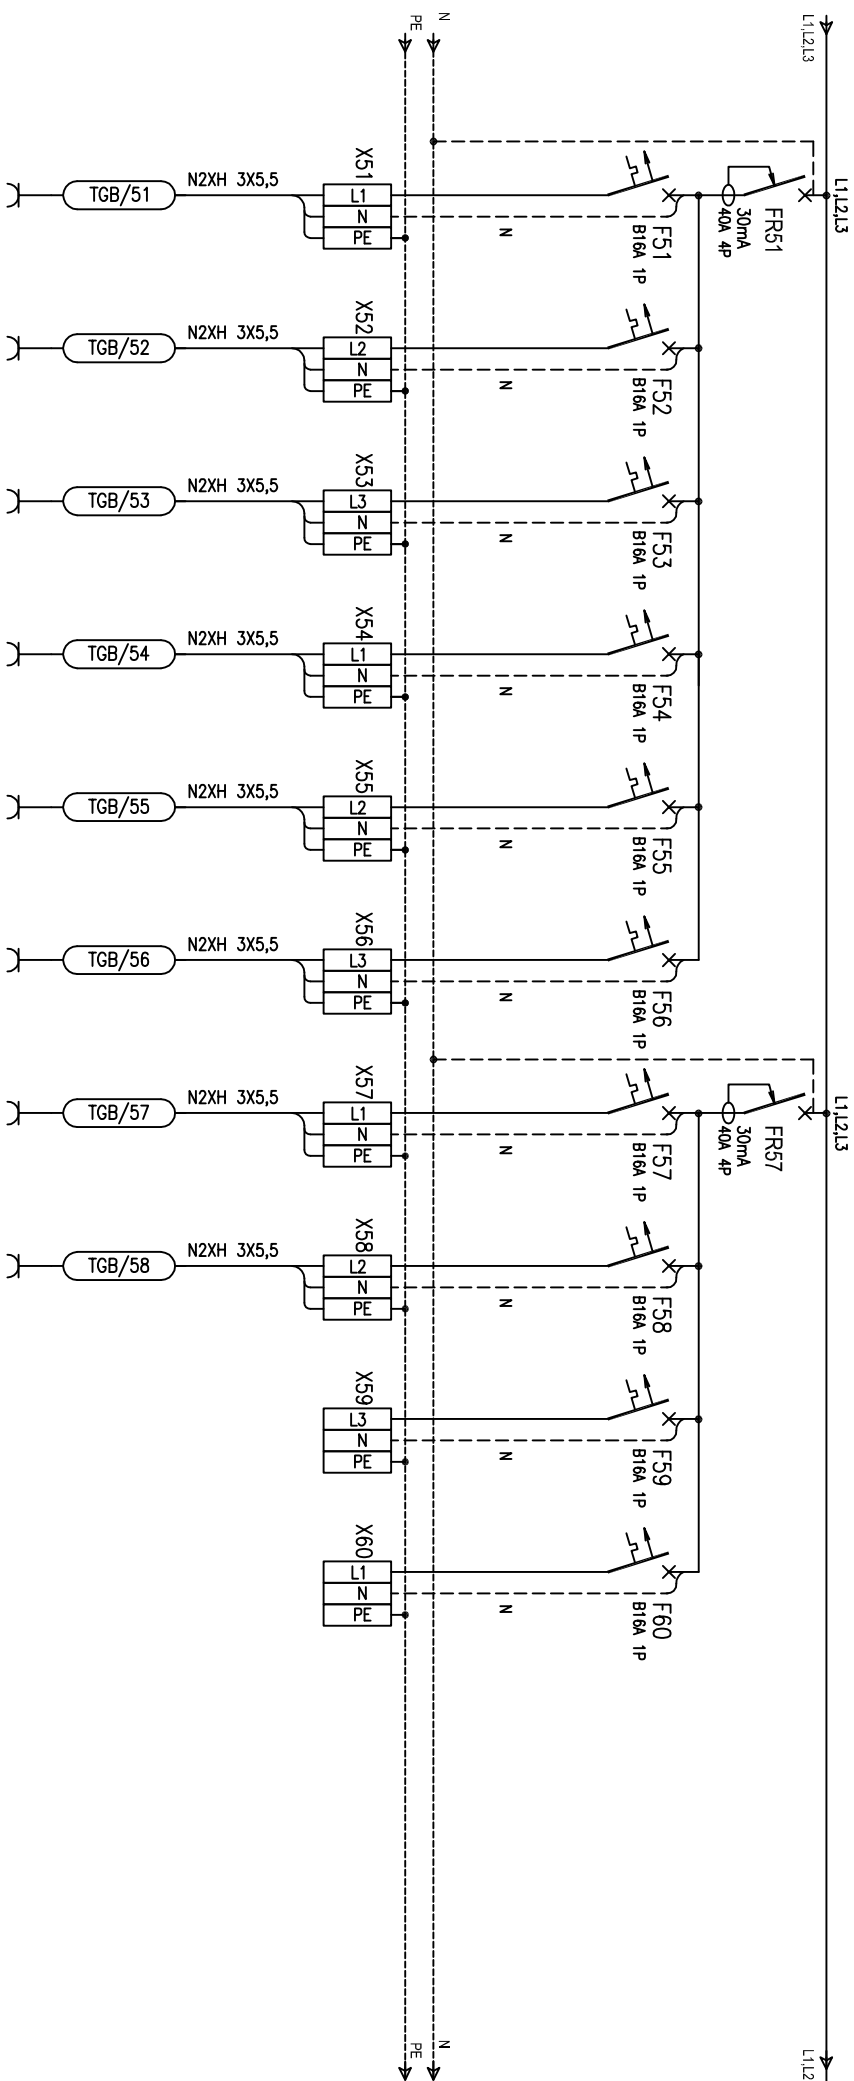 L1,L2,L3
N
PE
L1,L2,L3
FR51
30mA
40A 4P
F51
B16A 1P
N
X51
L1
N
PE
N2XH 3X5,5
TGB/51
F52
B16A 1P
N
X52
L2
N
PE
N2XH 3X5,5
TGB/52
F53
B16A 1P
N
X53
L3
N
PE
N2XH 3X5,5
TGB/53
F54
B16A 1P
N
X54
L1
N
PE
N2XH 3X5,5
TGB/54
F55
B16A 1P
N
X55
L2
N
PE
N2XH 3X5,5
TGB/55
F56
B16A 1P
N
X56
L3
N
PE
N2XH 3X5,5
TGB/56
L1,L2,L3
FR57
30mA
40A 4P
F57
B16A 1P
N
X57
L1
N
PE
N2XH 3X5,5
TGB/57
F58
B16A 1P
N
X58
L2
N
PE
N2XH 3X5,5
TGB/58
F59
B16A 1P
N
X59
L3
N
PE
F60
B16A 1P
N
X60
L1
N
PE
L1,L2
N
PE